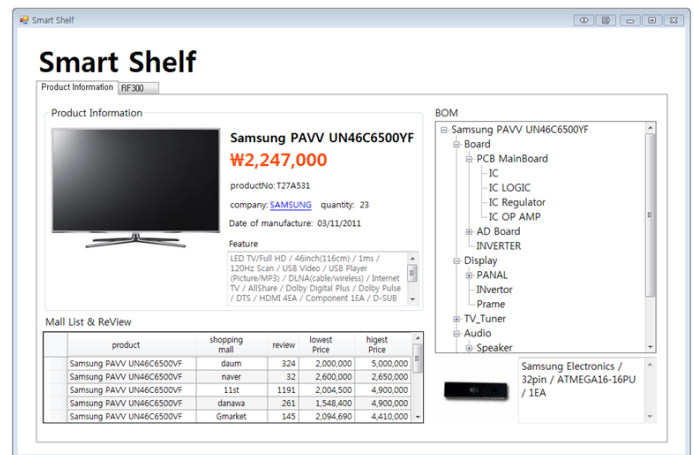 Smart Shelf
Smart Shelf
Product Information RF300
Product Information
Samsung PAVV UN46C6500YF
₩2,247,000
productNo: T27A531
company: SAMSUNG quantity: 23
Date of manufacture: 03/11/2011
Feature
LED TV/Full HD / 46inch(116cm) / 1ms /
120Hz Scan / USB Video / USB Player
(Picture/MP3) / DLNA(cable/wireless) / Internet
TV / AllShare / Dolby Digital Plus / Dolby Pulse
/ DTS / HDMI 4EA / Component 1EA / D-SUB
BOM
Samsung PAVV UN46C6500YF
Board
PCB MainBoard
IC
IC LOGIC
IC Regulator
IC OP AMP
AD Board
INVERTER
Display
PANAL
INvertor
Prame
TV_Tuner
Audio
Speaker
Samsung Electronics /
32pin / ATMEGA16-16PU
/ 1EA
Mall List & ReView
product shopping mall review lowest Price higest Price
Samsung PAVV UN46C6500VF daum 324 2,000,000 5,000,000
Samsung PAVV UN46C6500VF naver 32 2,600,000 2,650,000
Samsung PAVV UN46C6500VF 11st 1191 2,004,500 4,900,000
Samsung PAVV UN46C6500VF danawa 261 1,548,400 4,900,000
Samsung PAVV UN46C6500VF Gmarket 145 2,094,690 4,410,000